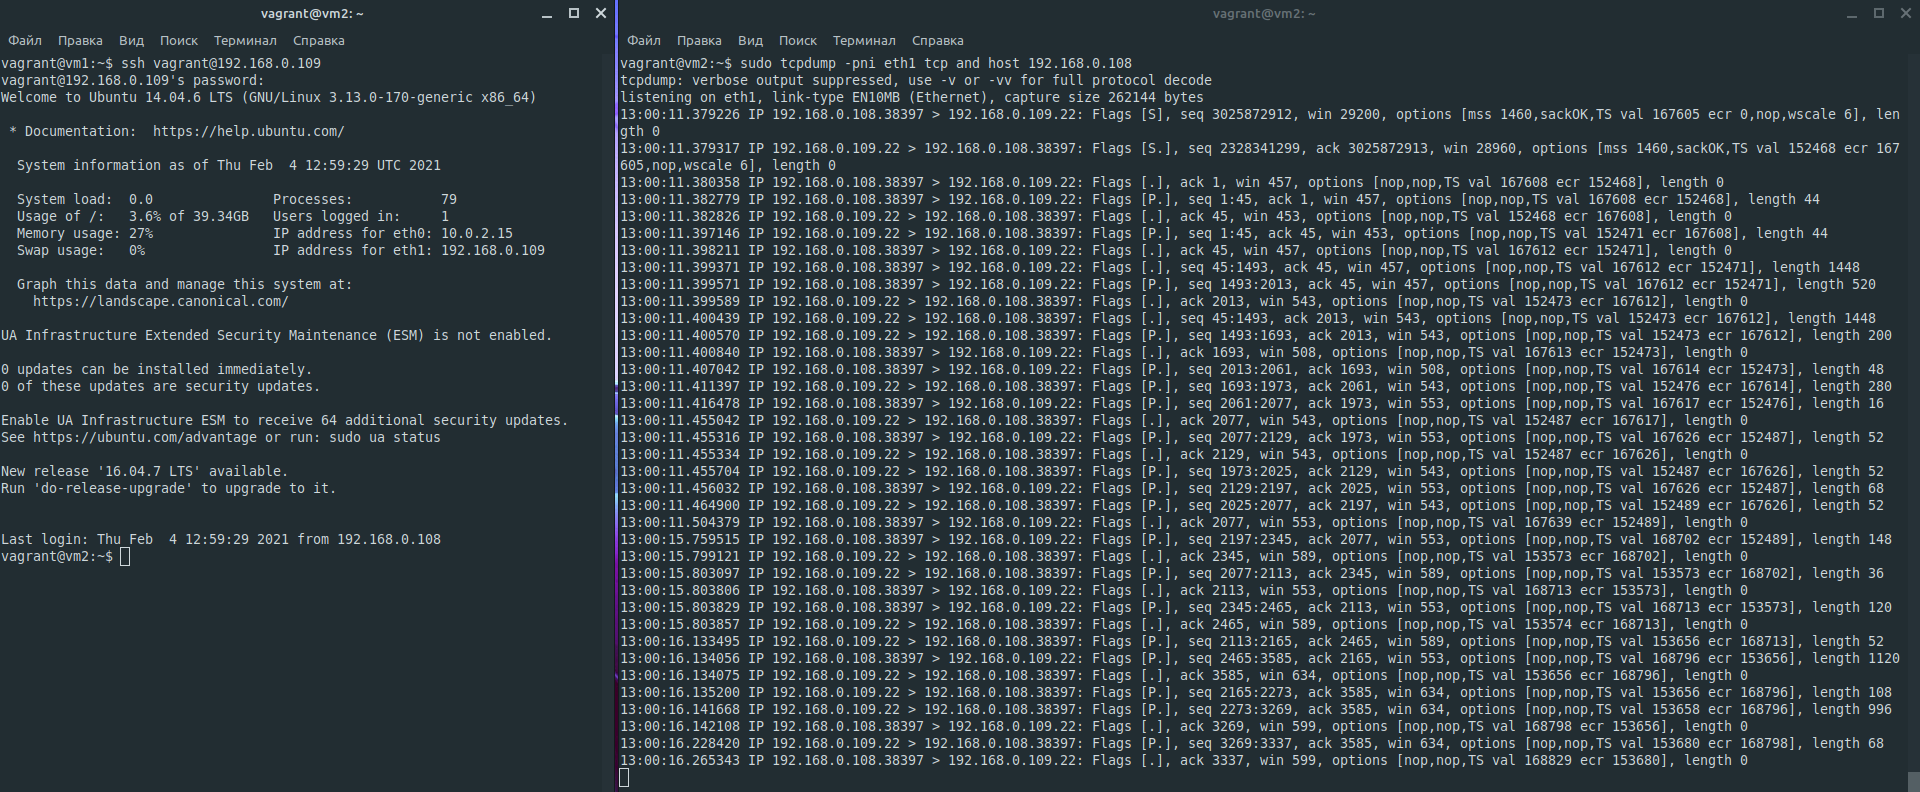 vagrant@vm2: ~
Файл Правка Вид Поиск Терминал Справка
vagrant@vm1:~$ ssh vagrant@192.168.0.109
vagrant@192.168.0.109's password:
Welcome to Ubuntu 14.04.6 LTS (GNU/Linux 3.13.0-170-generic x86_64)
* Documentation:  https://help.ubuntu.com/
System information as of Thu Feb  4 12:59:29 UTC 2021
System load:  0.0               Processes:           79
Usage of /:   3.6% of 39.34GB   Users logged in:     1
Memory usage: 27%               IP address for eth0: 10.0.2.15
Swap usage:   0%                IP address for eth1: 192.168.0.109
Graph this data and manage this system at:
https://landscape.canonical.com/
UA Infrastructure Extended Security Maintenance (ESM) is not enabled.
0 updates can be installed immediately.
0 of these updates are security updates.
Enable UA Infrastructure ESM to receive 64 additional security updates.
See https://ubuntu.com/advantage or run: sudo ua status
New release '16.04.7 LTS' available.
Run 'do-release-upgrade' to upgrade to it.
Last login: Thu Feb  4 12:59:29 2021 from 192.168.0.108
vagrant@vm2:~$
vagrant@vm2: ~
Файл Правка Вид Поиск Терминал Справка
vagrant@vm2:~$ sudo tcpdump -pni eth1 tcp and host 192.168.0.108
tcpdump: verbose output suppressed, use -v or -vv for full protocol decode
listening on eth1, link-type EN10MB (Ethernet), capture size 262144 bytes
13:00:11.379226 IP 192.168.0.108.38397 > 192.168.0.109.22: Flags [S], seq 3025872912, win 29200, options [mss 1460,sackOK,TS val 167605 ecr 0,nop,wscale 6], len
gth 0
13:00:11.379317 IP 192.168.0.109.22 > 192.168.0.108.38397: Flags [S.], seq 2328341299, ack 3025872913, win 28960, options [mss 1460,sackOK,TS val 152468 ecr 167
605,nop,wscale 6], length 0
13:00:11.380358 IP 192.168.0.108.38397 > 192.168.0.109.22: Flags [.], ack 1, win 457, options [nop,nop,TS val 167608 ecr 152468], length 0
13:00:11.382779 IP 192.168.0.108.38397 > 192.168.0.109.22: Flags [P.], seq 1:45, ack 1, win 457, options [nop,nop,TS val 167608 ecr 152468], length 44
13:00:11.382826 IP 192.168.0.109.22 > 192.168.0.108.38397: Flags [.], ack 45, win 453, options [nop,nop,TS val 152468 ecr 167608], length 0
13:00:11.397146 IP 192.168.0.109.22 > 192.168.0.108.38397: Flags [P.], seq 1:45, ack 45, win 453, options [nop,nop,TS val 152471 ecr 167608], length 44
13:00:11.398211 IP 192.168.0.108.38397 > 192.168.0.109.22: Flags [.], ack 45, win 457, options [nop,nop,TS val 167612 ecr 152471], length 0
13:00:11.399371 IP 192.168.0.108.38397 > 192.168.0.109.22: Flags [.], seq 45:1493, ack 45, win 457, options [nop,nop,TS val 167612 ecr 152471], length 1448
13:00:11.399571 IP 192.168.0.108.38397 > 192.168.0.109.22: Flags [P.], seq 1493:2013, ack 45, win 457, options [nop,nop,TS val 167612 ecr 152471], length 520
13:00:11.399589 IP 192.168.0.109.22 > 192.168.0.108.38397: Flags [.], ack 2013, win 543, options [nop,nop,TS val 152473 ecr 167612], length 0
13:00:11.400439 IP 192.168.0.109.22 > 192.168.0.108.38397: Flags [.], seq 45:1493, ack 2013, win 543, options [nop,nop,TS val 152473 ecr 167612], length 1448
13:00:11.400570 IP 192.168.0.109.22 > 192.168.0.108.38397: Flags [P.], seq 1493:1693, ack 2013, win 543, options [nop,nop,TS val 152473 ecr 167612], length 200
13:00:11.400840 IP 192.168.0.108.38397 > 192.168.0.109.22: Flags [.], ack 1693, win 508, options [nop,nop,TS val 167613 ecr 152473], length 0
13:00:11.407042 IP 192.168.0.108.38397 > 192.168.0.109.22: Flags [P.], seq 2013:2061, ack 1693, win 508, options [nop,nop,TS val 167614 ecr 152473], length 48
13:00:11.411397 IP 192.168.0.109.22 > 192.168.0.108.38397: Flags [P.], seq 1693:1973, ack 2061, win 543, options [nop,nop,TS val 152476 ecr 167614], length 280
13:00:11.416478 IP 192.168.0.108.38397 > 192.168.0.109.22: Flags [P.], seq 2061:2077, ack 1973, win 553, options [nop,nop,TS val 167617 ecr 152476], length 16
13:00:11.455042 IP 192.168.0.109.22 > 192.168.0.108.38397: Flags [.], ack 2077, win 543, options [nop,nop,TS val 152487 ecr 167617], length 0
13:00:11.455316 IP 192.168.0.108.38397 > 192.168.0.109.22: Flags [P.], seq 2077:2129, ack 1973, win 553, options [nop,nop,TS val 167626 ecr 152487], length 52
13:00:11.455334 IP 192.168.0.109.22 > 192.168.0.108.38397: Flags [.], ack 2129, win 543, options [nop,nop,TS val 152487 ecr 167626], length 0
13:00:11.455704 IP 192.168.0.109.22 > 192.168.0.108.38397: Flags [P.], seq 1973:2025, ack 2129, win 543, options [nop,nop,TS val 152487 ecr 167626], length 52
13:00:11.456032 IP 192.168.0.108.38397 > 192.168.0.109.22: Flags [P.], seq 2129:2197, ack 2025, win 553, options [nop,nop,TS val 167626 ecr 152487], length 68
13:00:11.464900 IP 192.168.0.109.22 > 192.168.0.108.38397: Flags [P.], seq 2025:2077, ack 2197, win 543, options [nop,nop,TS val 152489 ecr 167626], length 52
13:00:11.504379 IP 192.168.0.108.38397 > 192.168.0.109.22: Flags [.], ack 2077, win 553, options [nop,nop,TS val 167639 ecr 152489], length 0
13:00:15.759515 IP 192.168.0.108.38397 > 192.168.0.109.22: Flags [P.], seq 2197:2345, ack 2077, win 553, options [nop,nop,TS val 168702 ecr 152489], length 148
13:00:15.799121 IP 192.168.0.109.22 > 192.168.0.108.38397: Flags [.], ack 2345, win 589, options [nop,nop,TS val 153573 ecr 168702], length 0
13:00:15.803097 IP 192.168.0.109.22 > 192.168.0.108.38397: Flags [P.], seq 2077:2113, ack 2345, win 589, options [nop,nop,TS val 153573 ecr 168702], length 36
13:00:15.803806 IP 192.168.0.108.38397 > 192.168.0.109.22: Flags [.], ack 2113, win 553, options [nop,nop,TS val 168713 ecr 153573], length 0
13:00:15.803829 IP 192.168.0.108.38397 > 192.168.0.109.22: Flags [P.], seq 2345:2465, ack 2113, win 553, options [nop,nop,TS val 168713 ecr 153573], length 120
13:00:15.803857 IP 192.168.0.109.22 > 192.168.0.108.38397: Flags [.], ack 2465, win 589, options [nop,nop,TS val 153574 ecr 168713], length 0
13:00:16.133495 IP 192.168.0.109.22 > 192.168.0.108.38397: Flags [P.], seq 2113:2165, ack 2465, win 589, options [nop,nop,TS val 153656 ecr 168713], length 52
13:00:16.134056 IP 192.168.0.108.38397 > 192.168.0.109.22: Flags [P.], seq 2465:3585, ack 2165, win 553, options [nop,nop,TS val 168796 ecr 153656], length 1120
13:00:16.134075 IP 192.168.0.109.22 > 192.168.0.108.38397: Flags [.], ack 3585, win 634, options [nop,nop,TS val 153656 ecr 168796], length 0
13:00:16.135200 IP 192.168.0.109.22 > 192.168.0.108.38397: Flags [P.], seq 2165:2273, ack 3585, win 634, options [nop,nop,TS val 153656 ecr 168796], length 108
13:00:16.141668 IP 192.168.0.109.22 > 192.168.0.108.38397: Flags [P.], seq 2273:3269, ack 3585, win 634, options [nop,nop,TS val 153658 ecr 168796], length 996
13:00:16.142108 IP 192.168.0.108.38397 > 192.168.0.109.22: Flags [.], ack 3269, win 599, options [nop,nop,TS val 168798 ecr 153656], length 0
13:00:16.228420 IP 192.168.0.109.22 > 192.168.0.108.38397: Flags [P.], seq 3269:3337, ack 3585, win 634, options [nop,nop,TS val 153680 ecr 168798], length 68
13:00:16.265343 IP 192.168.0.108.38397 > 192.168.0.109.22: Flags [.], ack 3337, win 599, options [nop,nop,TS val 168829 ecr 153680], length 0